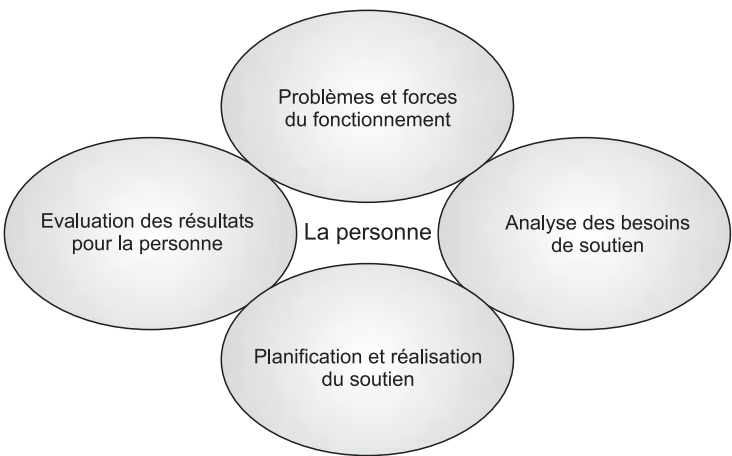 Problèmes et forces
du fonctionnement
Evaluation des résultats
pour la personne
La personne
Analyse des besoins
de soutien
Planification et réalisation
du soutien